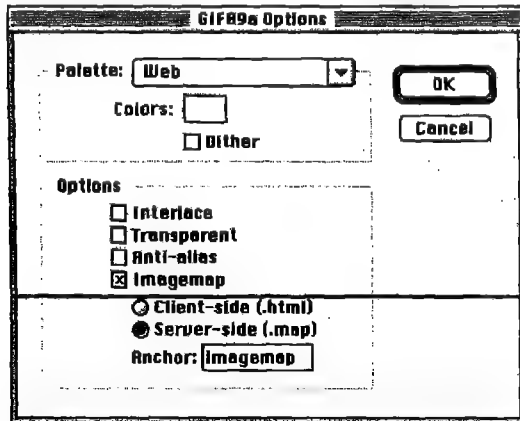 GIF89a Options
Palette: Web
OK
Colors:
Cancel
Dither
Options
Interlace
Transparent
Anti-alias
Imagemap
Client-side (.html)
Server-side (.map)
Anchor: Imagemap